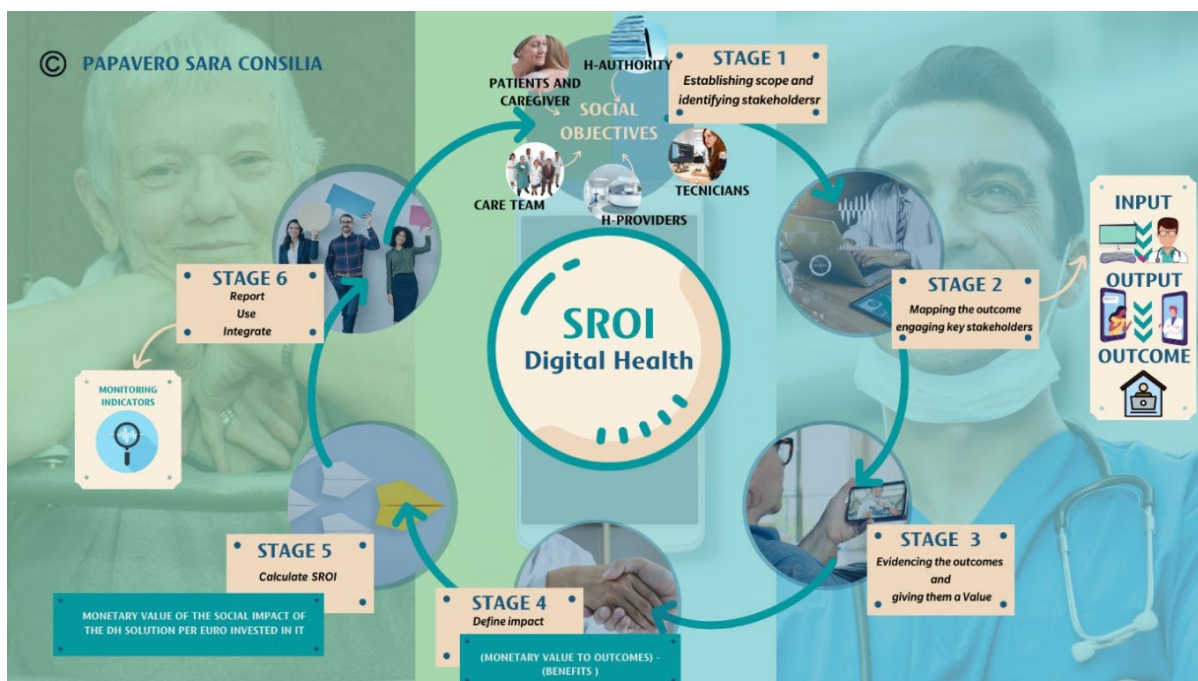 © PAPAVERO SARA CONSILIA
PATIENTS AND
CAREGIVER
H-AUTHORITY
SOCIAL
OBJECTIVES
CARE TEAM
H-PROVIDERS
TECNICIANS
STAGE 1
Establishing scope and
identifying stakeholdersr
SROI
Digital Health
STAGE 2
Mapping the outcome
engaging key stakeholders
INPUT
OUTPUT
OUTCOME
STAGE 3
Evidencing the outcomes
and
giving them a Value
STAGE 4
Define impact
(MONETARY VALUE TO OUTCOMES) -
(BENEFITS )
STAGE 5
Calculate SROI
MONETARY VALUE OF THE SOCIAL IMPACT OF
THE DH SOLUTION PER EURO INVESTED IN IT
STAGE 6
Report
Use
Integrate
MONITORING
INDICATORS